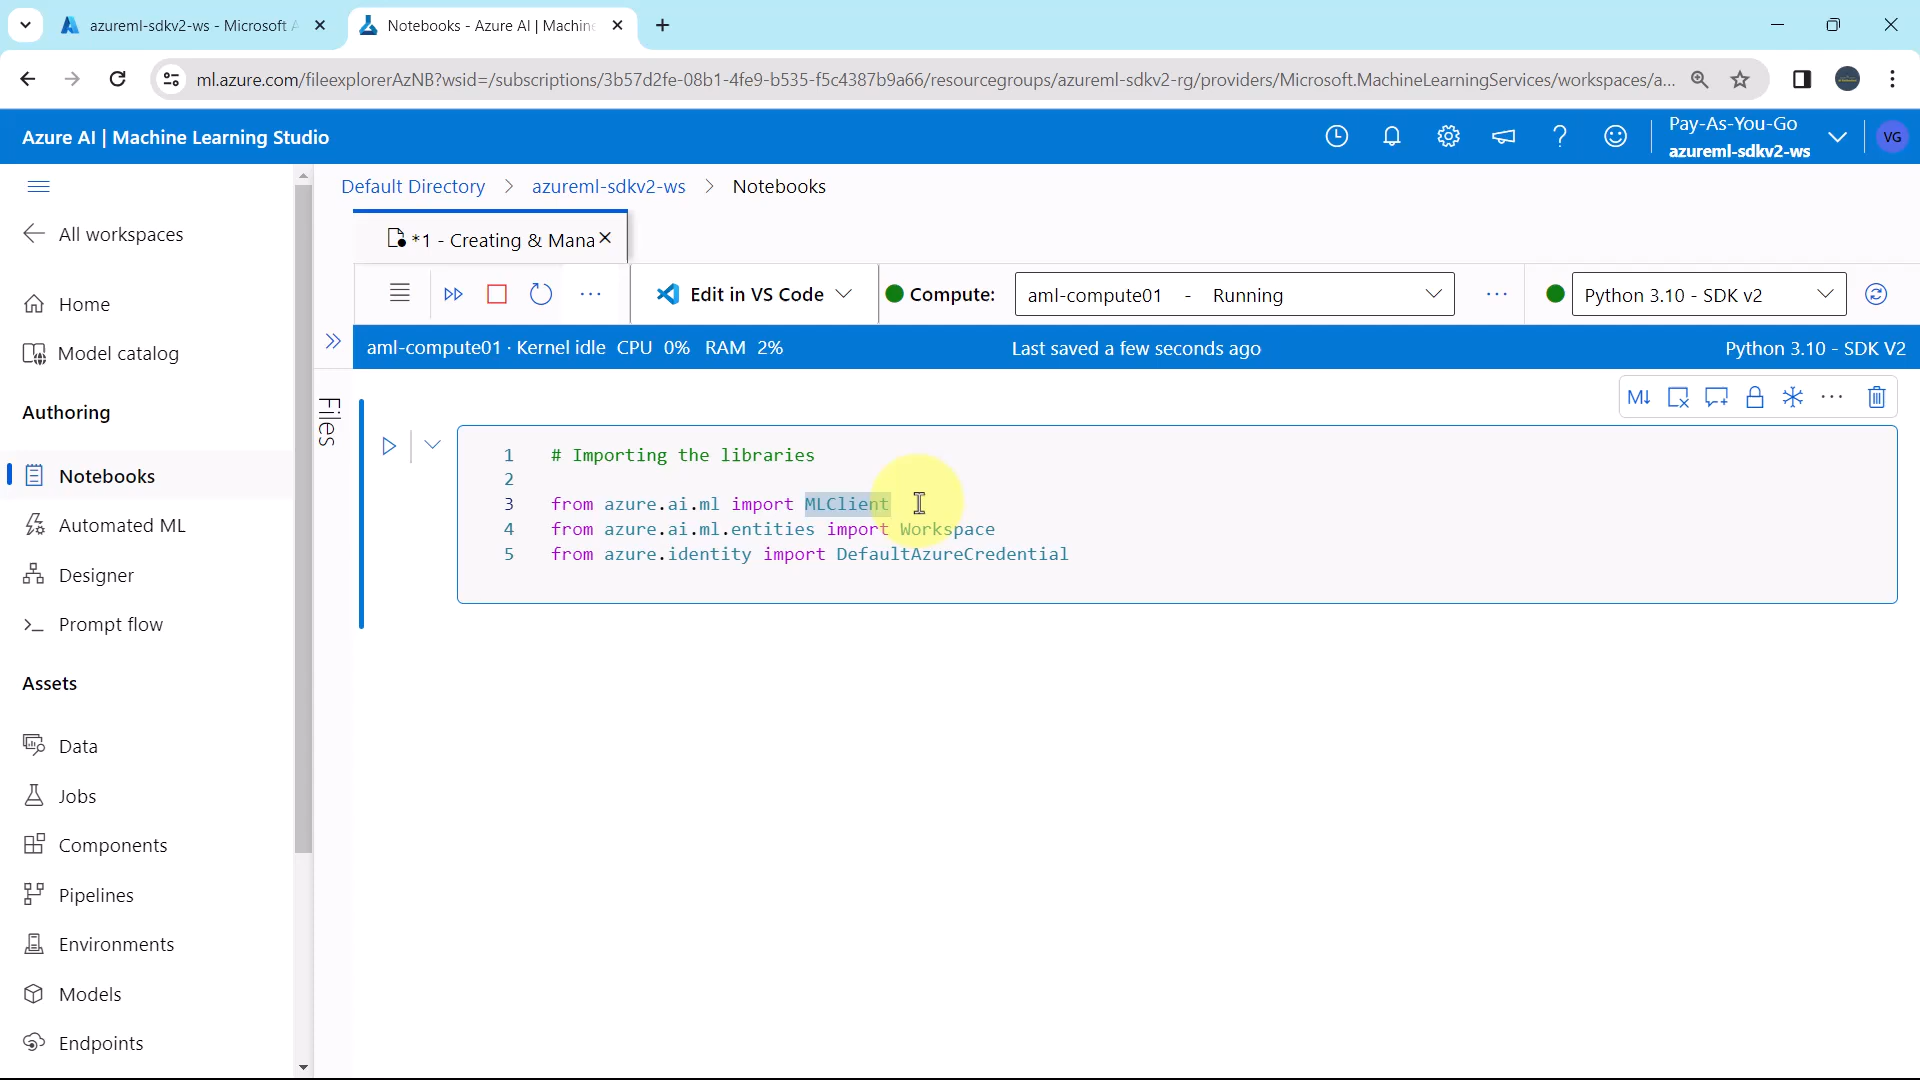 azureml-sdkv2-ws - Microsoft A
Notebooks - Azure AI | Machine
ml.azure.com/fileexplorerAzNB?wsid=/subscriptions/3b57d2fe-08b1-4fe9-b535-f5c4387b9a66/resourcegroups/azureml-sdkv2-rg/providers/Microsoft.MachineLearningServices/workspaces/a...
Azure AI | Machine Learning Studio
Pay-As-You-Go
azureml-sdkv2-ws
VG
All workspaces
Home
Model catalog
Authoring
Notebooks
Automated ML
Designer
Prompt flow
Assets
Data
Jobs
Components
Pipelines
Environments
Models
Endpoints
Default Directory > azureml-sdkv2-ws > Notebooks
*1 - Creating & Mana
Edit in VS Code
Compute:
aml-compute01 - Running
Python 3.10 - SDK v2
aml-compute01 · Kernel idle CPU 0% RAM 2%
Last saved a few seconds ago
Python 3.10 - SDK V2
Files
M↓
1 # Importing the libraries
2
3 from azure.ai.ml import MLClient
4 from azure.ai.ml.entities import Workspace
5 from azure.identity import DefaultAzureCredential